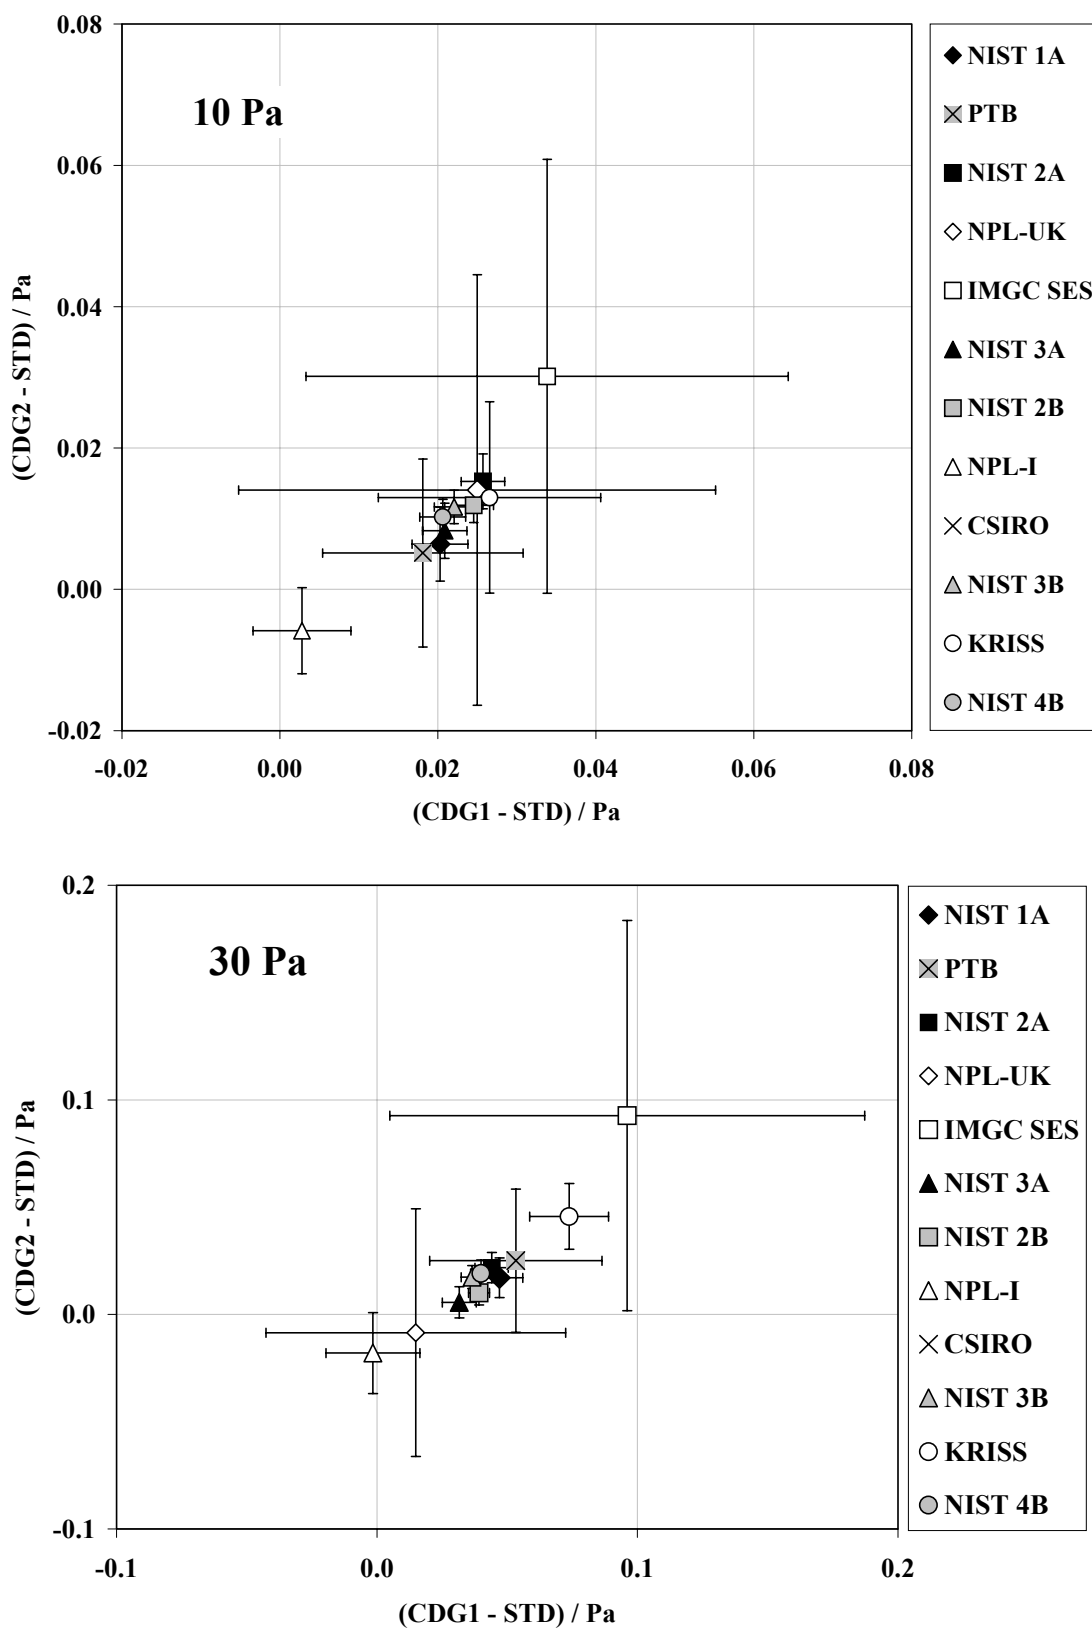 0.08
0.06
0.04
0.02
0.00
-0.02
-0.02 0.00 0.02 0.04 0.06 0.08
(CDG1 - STD) / Pa
(CDG2 - STD) / Pa
10 Pa
NIST 1A
PTB
NIST 2A
NPL-UK
IMGC SES
NIST 3A
NIST 2B
NPL-I
CSIRO
NIST 3B
KRISS
NIST 4B
0.2
0.1
0.0
-0.1
-0.1 0.0 0.1 0.2
(CDG1 - STD) / Pa
(CDG2 - STD) / Pa
30 Pa
NIST 1A
PTB
NIST 2A
NPL-UK
IMGC SES
NIST 3A
NIST 2B
NPL-I
CSIRO
NIST 3B
KRISS
NIST 4B